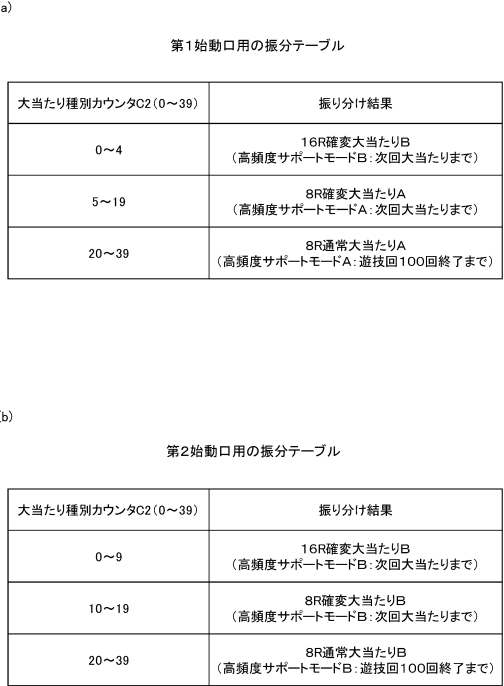 a)
第1始動口用の振分テーブル
大当たり種別カウンタC2(0〜39)
振り分け結果
0〜4
16R確変大当たりB
(高頻度サポートモードB:次回大当たりまで)
5〜19
8R確変大当たりA
(高頻度サポートモードA:次回大当たりまで)
20〜39
8R通常大当たりA
(高頻度サポートモードA:遊技回100回終了まで)
(b)
第2始動口用の振分テーブル
大当たり種別カウンタC2(0〜39)
振り分け結果
0〜9
16R確変大当たりB
(高頻度サポートモードB:次回大当たりまで)
10〜19
8R確変大当たりB
(高頻度サポートモードB:次回大当たりまで)
20〜39
8R通常大当たりB
(高頻度サポートモードB:遊技回100回終了まで)